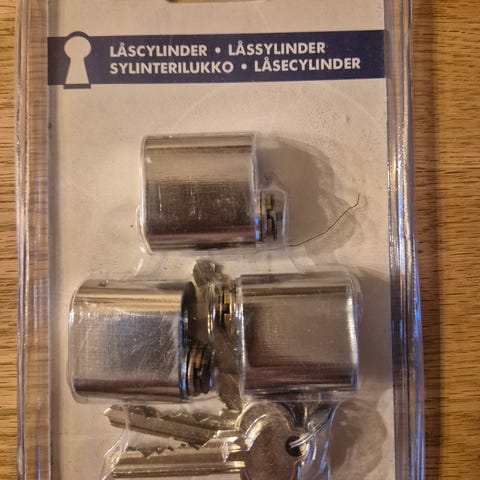 LÅSCYLINDER • LÅSSYLINDER
SYLINTERILUKKO • LÅSECYLINDER